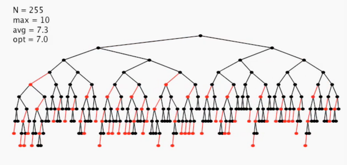 N = 255
max = 10
avg = 7.3
opt = 7.0